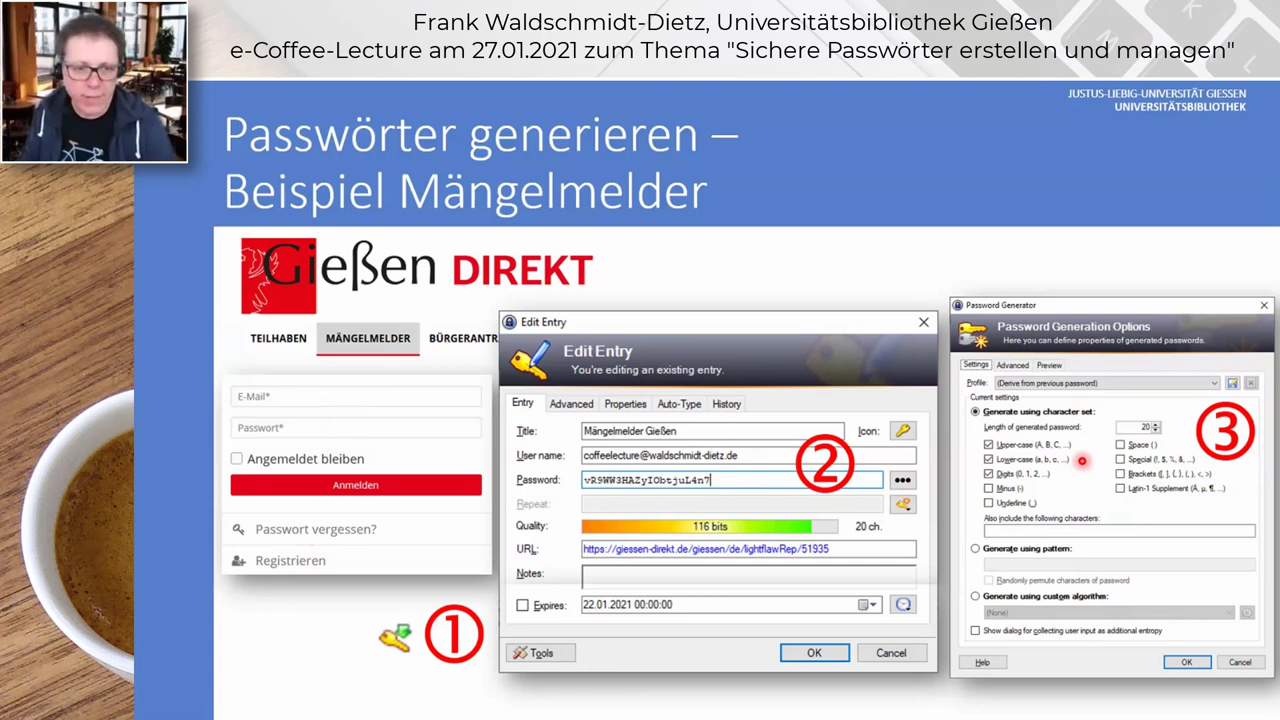 Frank Waldschmidt-Dietz, Universitätsbibliothek Gießen
e-Coffee-Lecture am 27.01.2021 zum Thema "Sichere Passwörter erstellen und managen"
JUSTUS-LIEBIG-UNIVERSITÄT GIESSEN
UNIVERSITÄTSBIBLIOTHEK
Passwörter generieren –
Beispiel Mängelmelder
Gießen DIREKT
TEILHABEN MÄNGELMELDER BÜRGERANTR
E-Mail*
Passwort*
Angemeldet bleiben
Anmelden
Passwort vergessen?
Registrieren
①
Edit Entry
Edit Entry
You're editing an existing entry.
Entry Advanced Properties Auto-Type History
Title: Mängelmelder Gießen Icon:
User name: coffeelecture@waldschmidt-dietz.de
②
Password: vR9WW3HAZyIObtjuL4n7
Repeat:
Quality: 116 bits 20 ch.
URL: https://giessen-direkt.de/giessen/de/lightflawRep/51935
Notes:
Expires: 22.01.2021 00:00:00
Tools OK Cancel
Password Generator
Password Generation Options
Here you can define properties of generated passwords.
Settings Advanced Preview
Profile: (Derive from previous password)
Current settings
Generate using character set:
Length of generated password: 20
③
Upper-case (A, B, C, ...) Space ( )
Lower-case (a, b, c, ...) Special (!, $, %, &, ...)
Digits (0, 1, 2, ...) Brackets ([, ], {, }, (, ), <, >)
Minus (-) Latin-1 Supplement (Ä, µ, ¶, ...)
Underline (_)
Also include the following characters:
Generate using pattern:
Randomly permute characters of password
Generate using custom algorithm:
(None)
Show dialog for collecting user input as additional entropy
Help OK Cancel